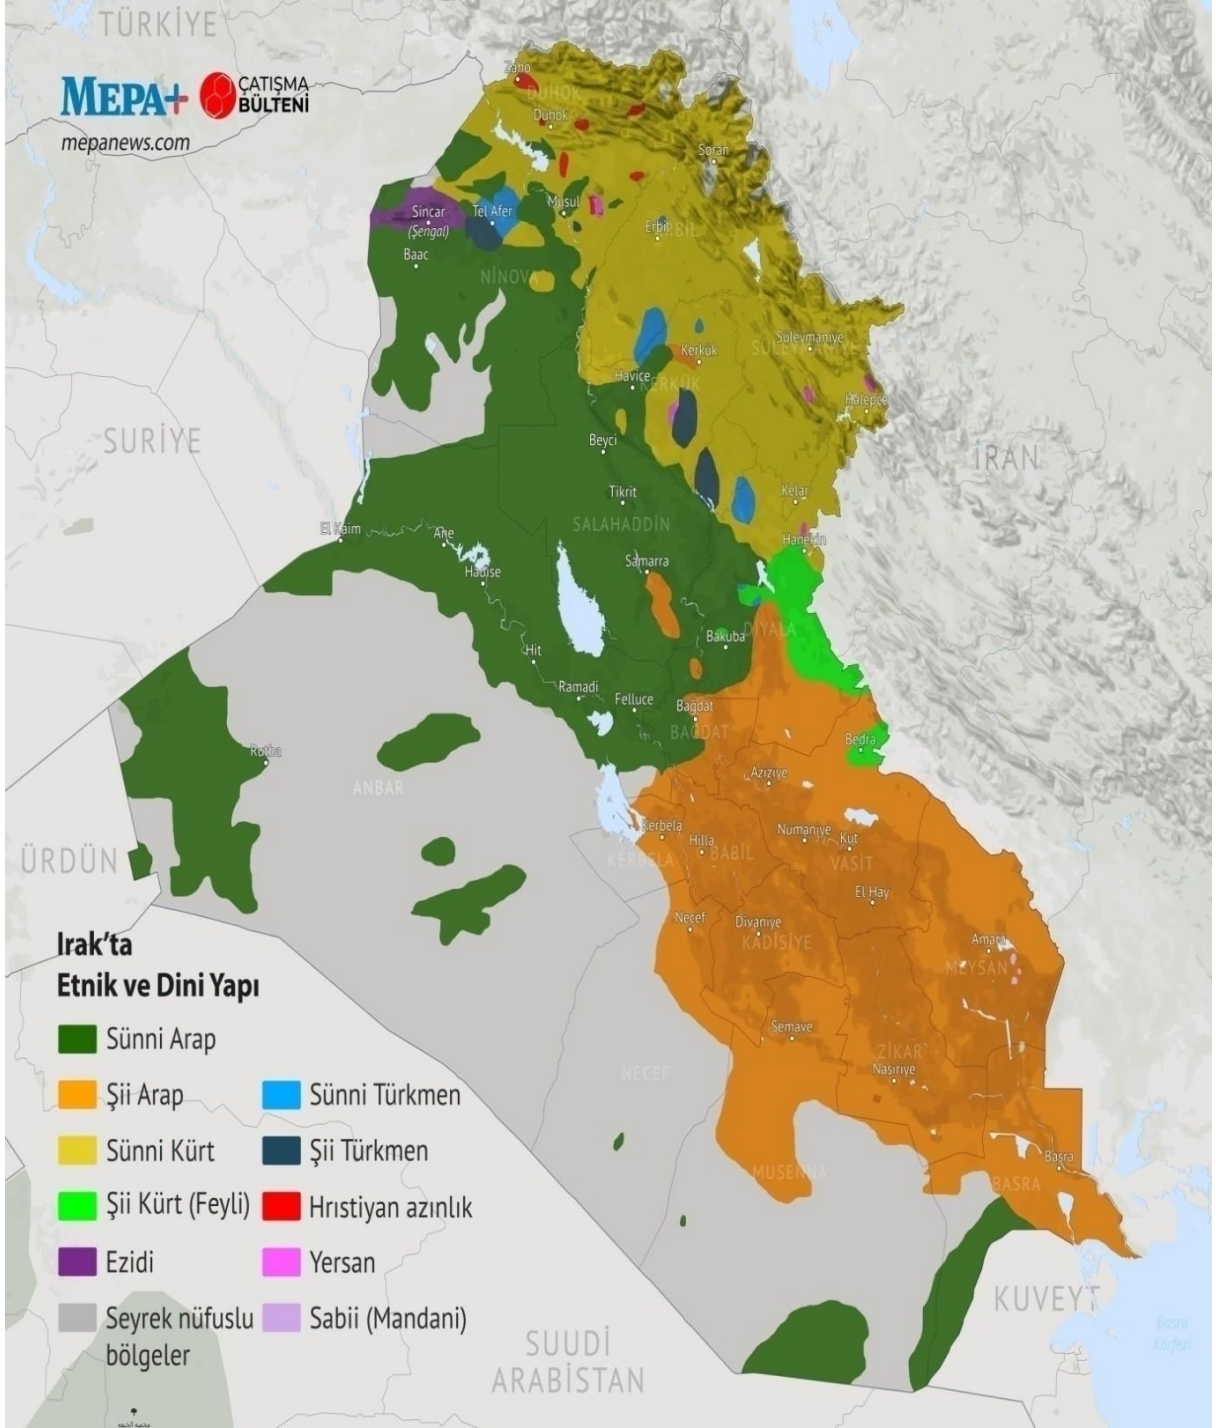 TÜRKİYE
MEPA+
ÇATIŞMA
BÜLTENİ
mepanews.com
Zaho
DUHOK
Duhok
Soran
Sincar
(Şengal)
Tel Afer
Musul
Erbil
ERBİL
Baac
NİNOVA
Süleymaniye
SÜLEYMANİYE
Kerkük
Havice
KERKÜK
Halepçe
SURİYE
İRAN
Beyci
Kelar
Tikrit
SALAHADDİN
El Kaim
Ane
Hanekin
Samarra
Hadise
Bakuba
DİYALA
Hit
Ramadi
Felluce
Bağdat
BAĞDAT
Bedra
Rutba
Aziziye
ANBAR
Kerbela
Hilla
Numaniye
Kut
ÜRDÜN
KERBELA
BABİL
VASİT
El Hay
Necef
Divaniye
KADİSİYE
Amara
MEYSAN
Semave
ZİKAR
Nasıriye
NECEF
Basra
MUSENNA
BASRA
KUVEYT
Basra
Körfezi
SUUDİ
ARABİSTAN
Irak'ta
Etnik ve Dini Yapı
Sünni Arap
Şii Arap
Sünni Kürt
Şii Kürt (Feyli)
Ezidi
Seyrek nüfuslu
bölgeler
Sünni Türkmen
Şii Türkmen
Hrıstiyan azınlık
Yersan
Sabii (Mandani)